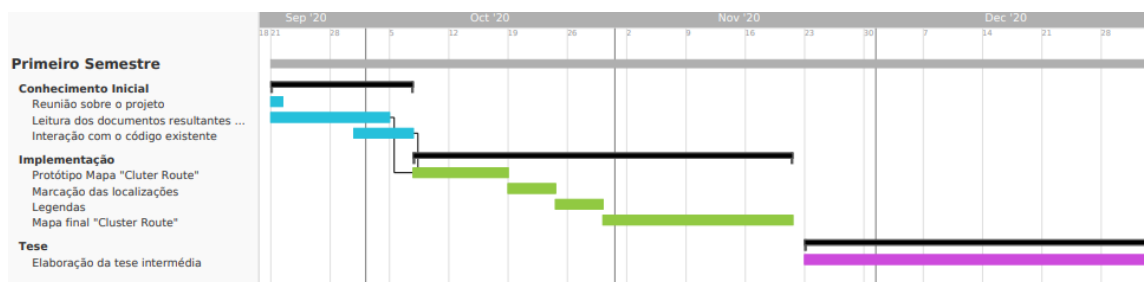 Sep '20 Oct '20 Nov '20 Dec '20
18 21 28 5 12 19 26 2 9 16 23 30 7 14 21 28
Primeiro Semestre
Conhecimento Inicial
Reunião sobre o projeto
Leitura dos documentos resultantes ...
Interação com o código existente
Implementação
Protótipo Mapa "Cluter Route"
Marcação das localizações
Legendas
Mapa final "Cluster Route"
Tese
Elaboração da tese intermédia